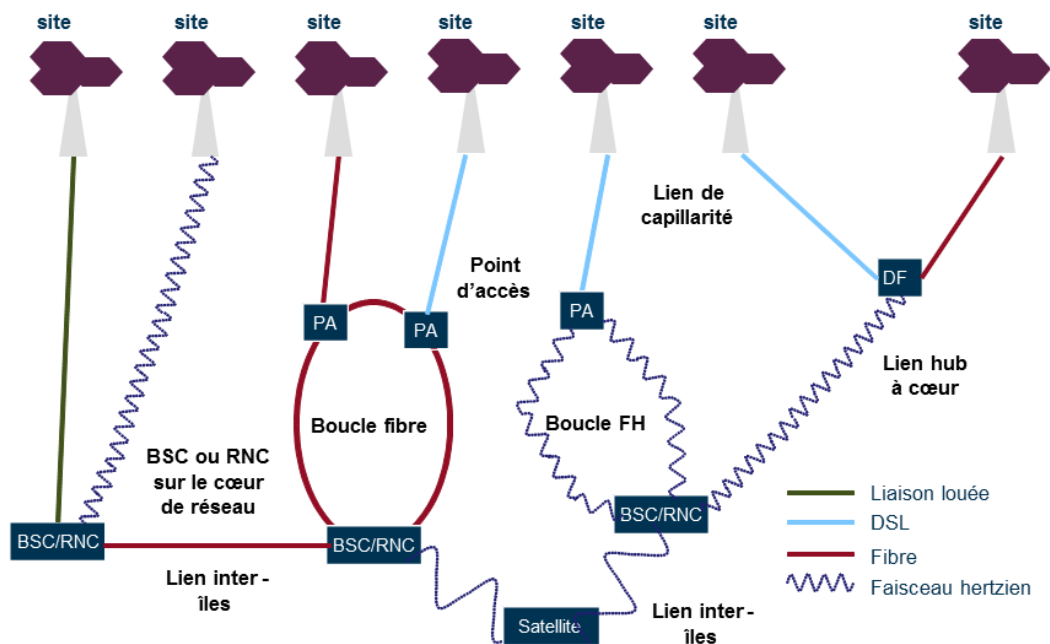 site
site
site
site
site
site
site
Lien de
capillarité
Point
d'accès
DF
PA
PA
PA
Lien hub
à cœur
Boucle fibre
Boucle FH
BSC ou RNC
sur le cœur
de réseau
Liaison louée
BSC/RNC
DSL
BSC/RNC
BSC/RNC
Fibre
Lien inter -
îles
Faisceau hertzien
Satellite
Lien inter -
îles